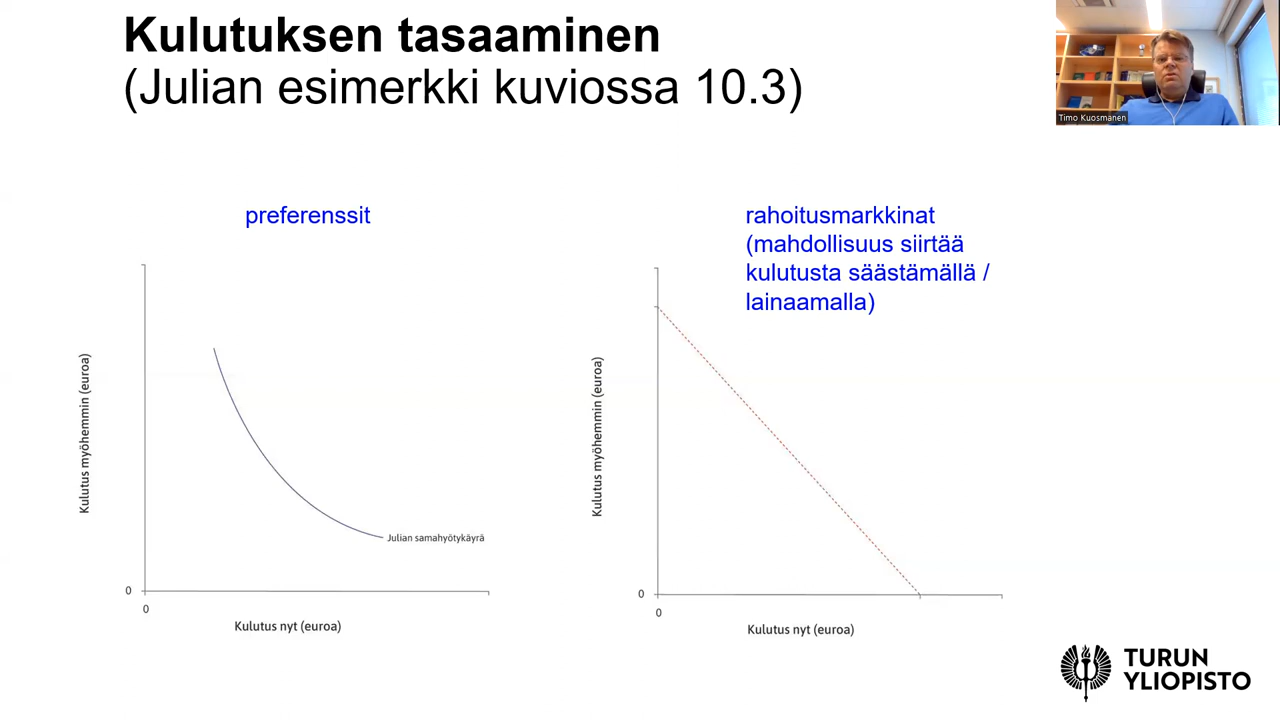 Kulutuksen tasaaminen
(Julian esimerkki kuviossa 10.3)
Timo Kuosmanen
preferenssit
rahoitusmarkkinat
(mahdollisuus siirtää
kulutusta säästämällä /
lainaamalla)
Kulutus myöhemmin (euroa)
Julian samahyötykäyrä
0
0
Kulutus nyt (euroa)
Kulutus myöhemmin (euroa)
0
0
Kulutus nyt (euroa)
TURUN
YLIOPISTO